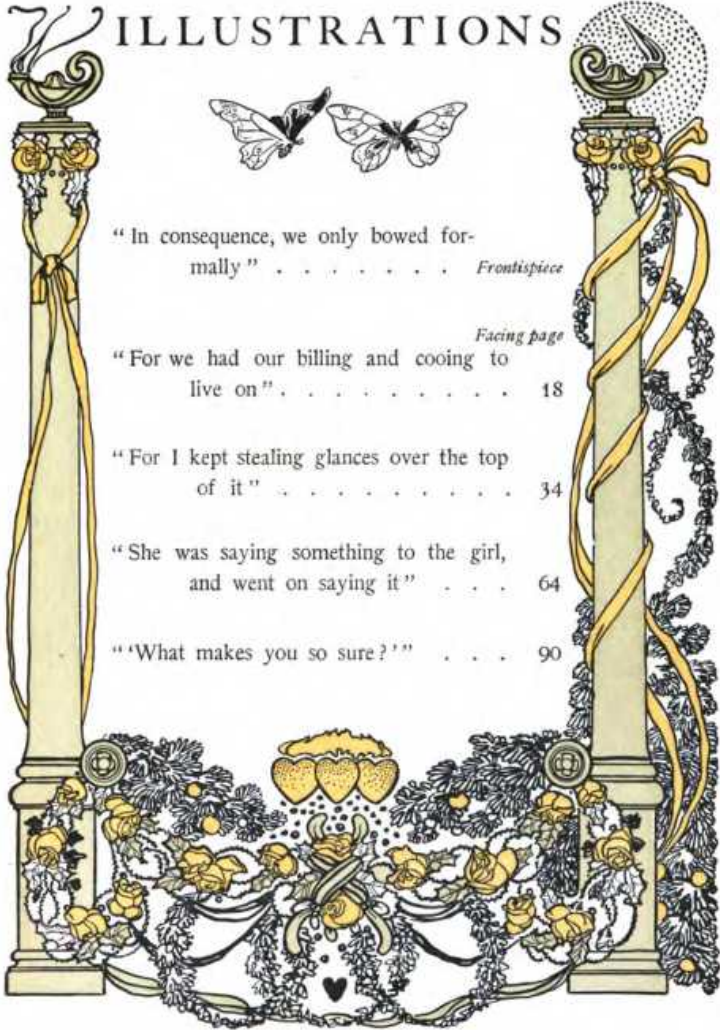 ILLUSTRATIONS
"In consequence, we only bowed for-
mally" . . . . . . . Frontispiece
Facing page
"For we had our billing and cooing to
live on" . . . . . . . . . 18
"For I kept stealing glances over the top
of it" . . . . . . . . . 34
"She was saying something to the girl,
and went on saying it" . . . 64
"'What makes you so sure?'" . . . 90